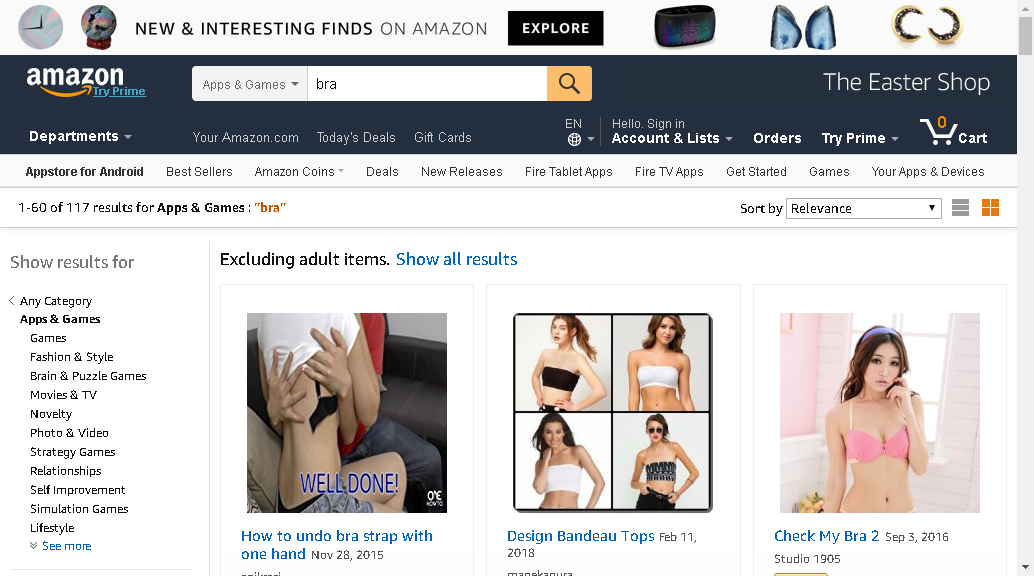 NEW & INTERESTING FINDS ON AMAZON EXPLORE
amazon
Try Prime
Apps & Games
bra
The Easter Shop
Departments
Your Amazon.com
Today's Deals
Gift Cards
EN
Hello. Sign in
Account & Lists
Orders
Try Prime
0
Cart
Appstore for Android
Best Sellers
Amazon Coins
Deals
New Releases
Fire Tablet Apps
Fire TV Apps
Get Started
Games
Your Apps & Devices
1-60 of 117 results for Apps & Games : "bra"
Sort by Relevance
Show results for
Any Category
Apps & Games
Games
Fashion & Style
Brain & Puzzle Games
Movies & TV
Novelty
Photo & Video
Strategy Games
Relationships
Self Improvement
Simulation Games
Lifestyle
See more
Excluding adult items. Show all results
WELL DONE!
How to undo bra strap with
one hand Nov 28, 2015
Design Bandeau Tops Feb 11,
2018
Check My Bra 2 Sep 3, 2016
Studio 1905